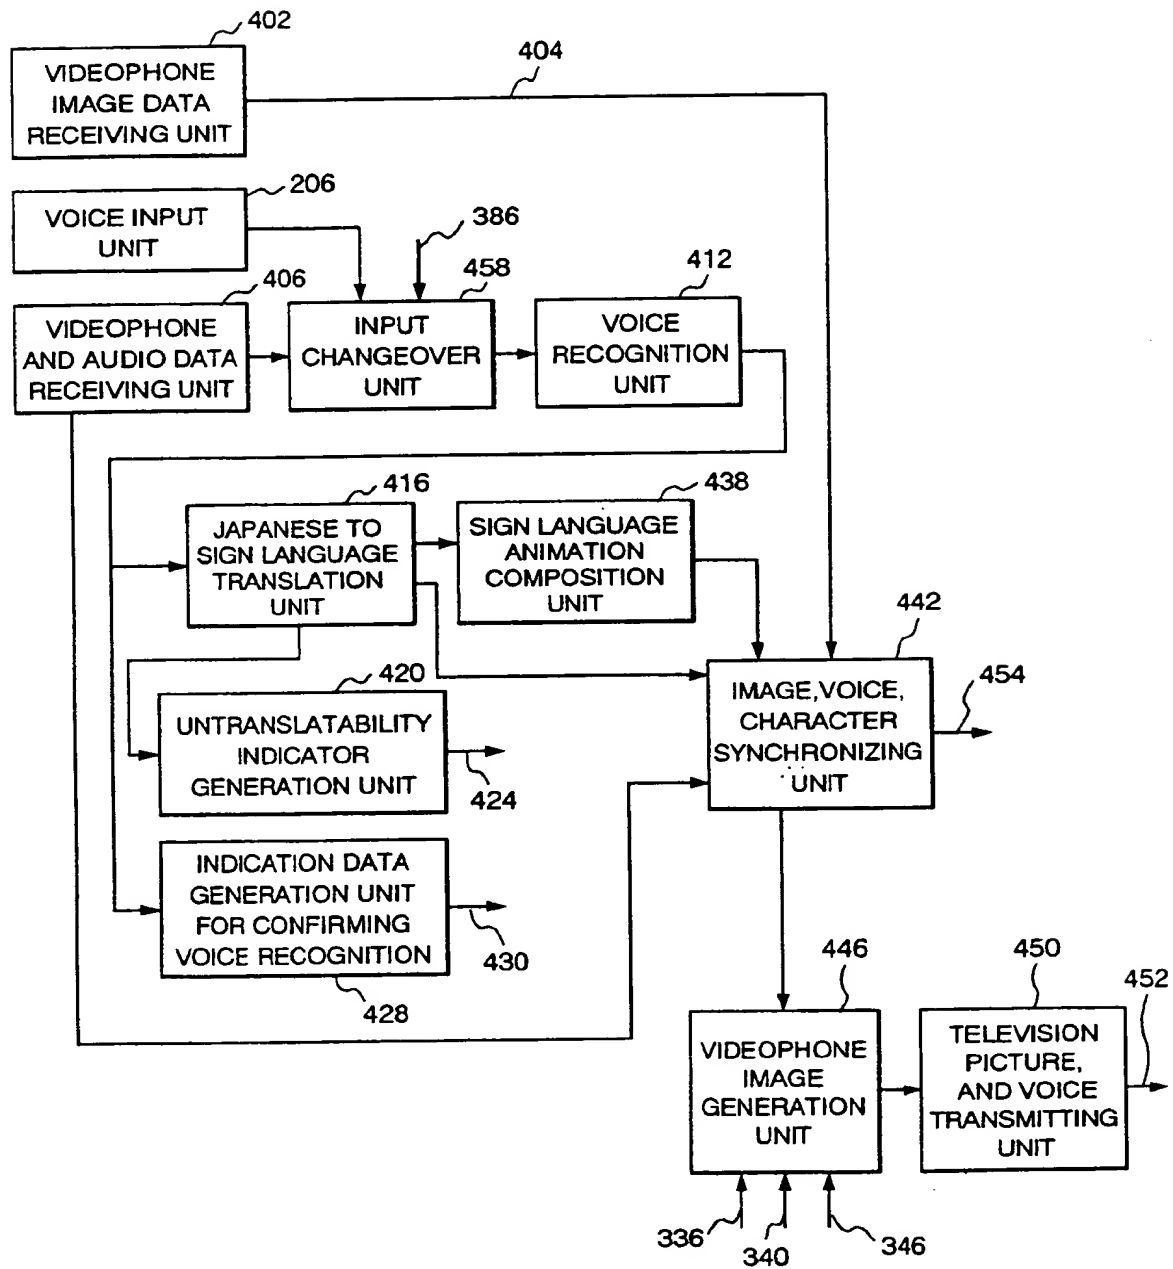 402
VIDEOPHONE
IMAGE DATA
RECEIVING UNIT
404
206
VOICE INPUT
UNIT
386
406
VIDEOPHONE
AND AUDIO DATA
RECEIVING UNIT
458
INPUT
CHANGEOVER
UNIT
412
VOICE
RECOGNITION
UNIT
416
JAPANESE TO
SIGN LANGUAGE
TRANSLATION
UNIT
438
SIGN LANGUAGE
ANIMATION
COMPOSITION
UNIT
442
IMAGE, VOICE,
CHARACTER
SYNCHRONIZING
UNIT
454
420
UNTRANSLATABILITY
INDICATOR
GENERATION UNIT
424
INDICATION DATA
GENERATION UNIT
FOR CONFIRMING
VOICE RECOGNITION
430
428
446
VIDEOPHONE
IMAGE
GENERATION
UNIT
450
TELEVISION
PICTURE,
AND VOICE
TRANSMITTING
UNIT
452
336
340
346